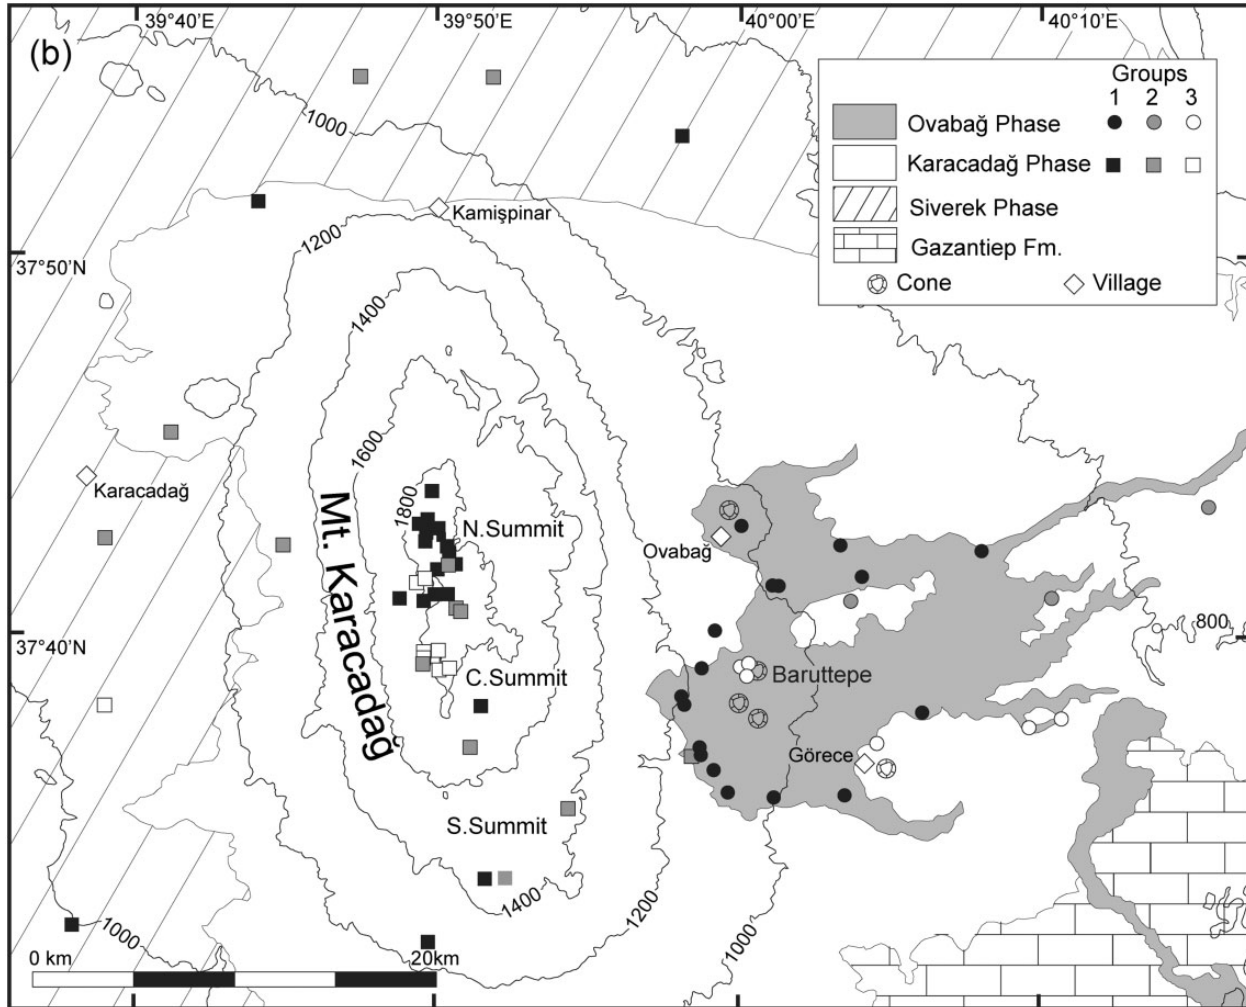 39°40'E 39°50'E 40°00'E 40°10'E
(b)
Groups
1 2 3
Ovabağ Phase
Karacadağ Phase
Siverek Phase
Gazantiep Fm.
Cone Village
1000
Kamişpinar
1200
37°50'N
1400
1600
Karacadağ
1800
Mt. Karacadağ
N.Summit
Ovabağ
800
37°40'N
C.Summit
Baruttepe
Görece
S.Summit
1400
1200
1000
1000
0 km 20km